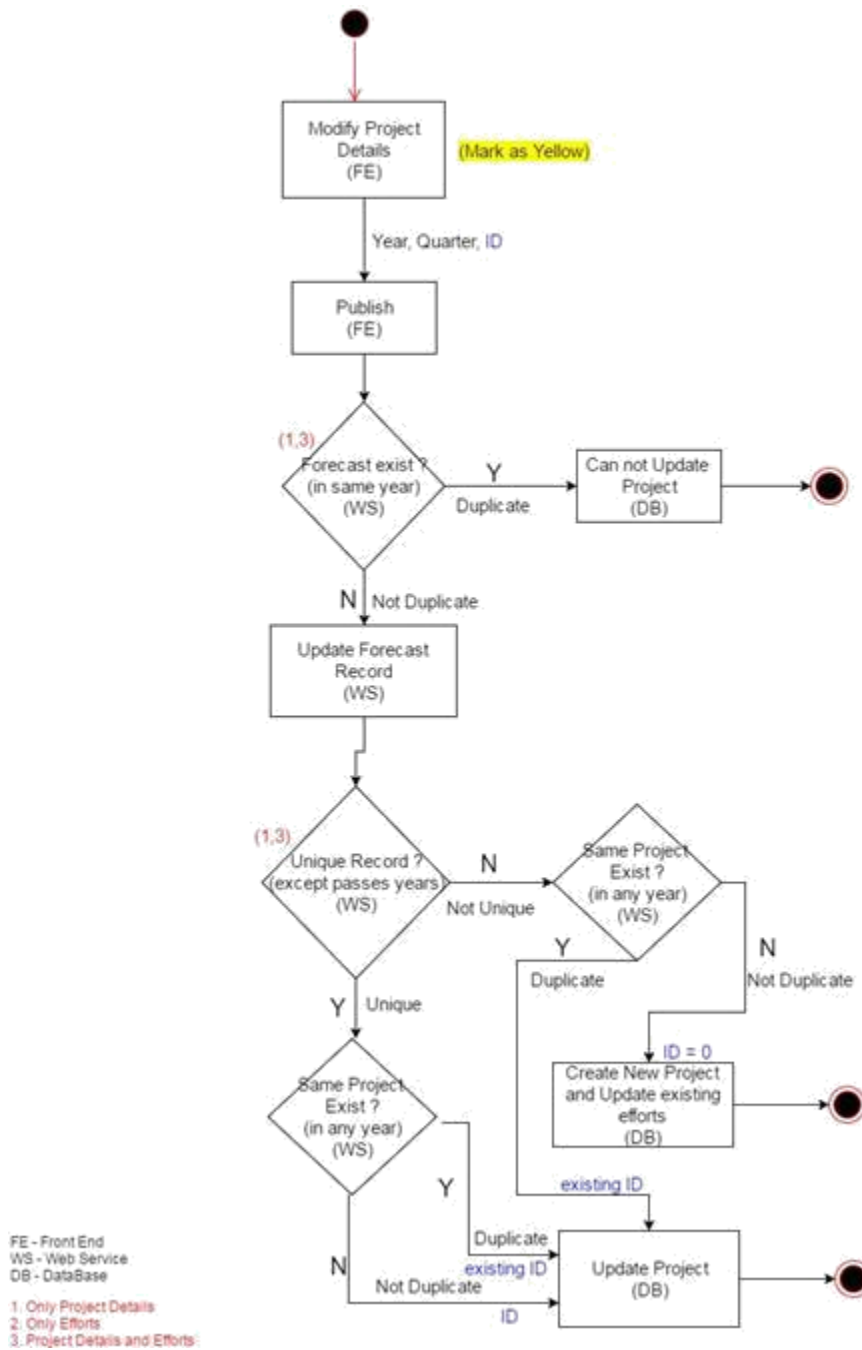 Modify Project
Details
(FE)
(Mark as Yellow)
Year, Quarter, ID
Publish
(FE)
(1,3)
Forecast exist ?
(in same year)
(WS)
Y
Duplicate
Can not Update
Project
(DB)
N
Not Duplicate
Update Forecast
Record
(WS)
(1,3)
Unique Record ?
(except passes years)
(WS)
N
Not Unique
Same Project
Exist ?
(in any year)
(WS)
Y
Duplicate
N
Not Duplicate
Y
Unique
ID = 0
Create New Project
and Update existing
efforts
(DB)
Same Project
Exist ?
(in any year)
(WS)
Y
existing ID
Duplicate
existing ID
N
Not Duplicate
ID
Update Project
(DB)
FE - Front End
WS - Web Service
DB - DataBase
1. Only Project Details
2. Only Efforts
3. Project Details and Efforts